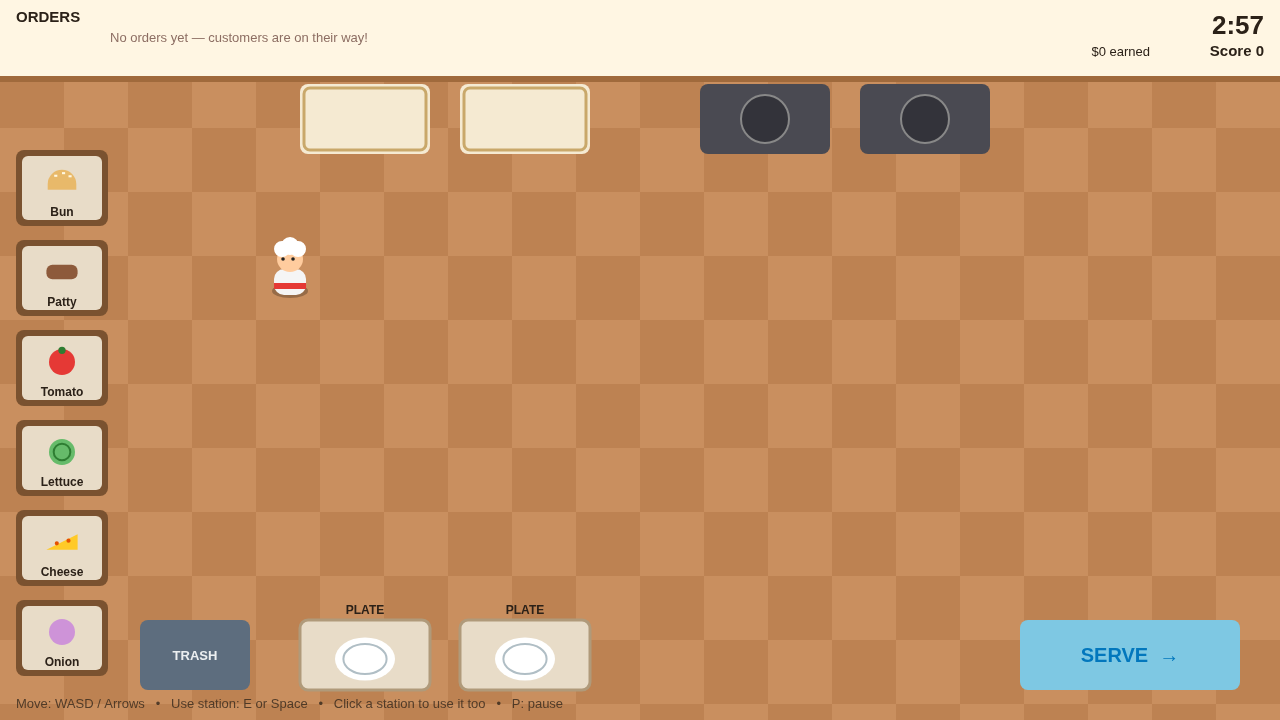 ORDERS
No orders yet — customers are on their way!
2:57
$0 earned
Score 0
Bun
Patty
Tomato
Lettuce
Cheese
Onion
TRASH
PLATE
PLATE
SERVE →
Move: WASD / Arrows • Use station: E or Space • Click a station to use it too • P: pause